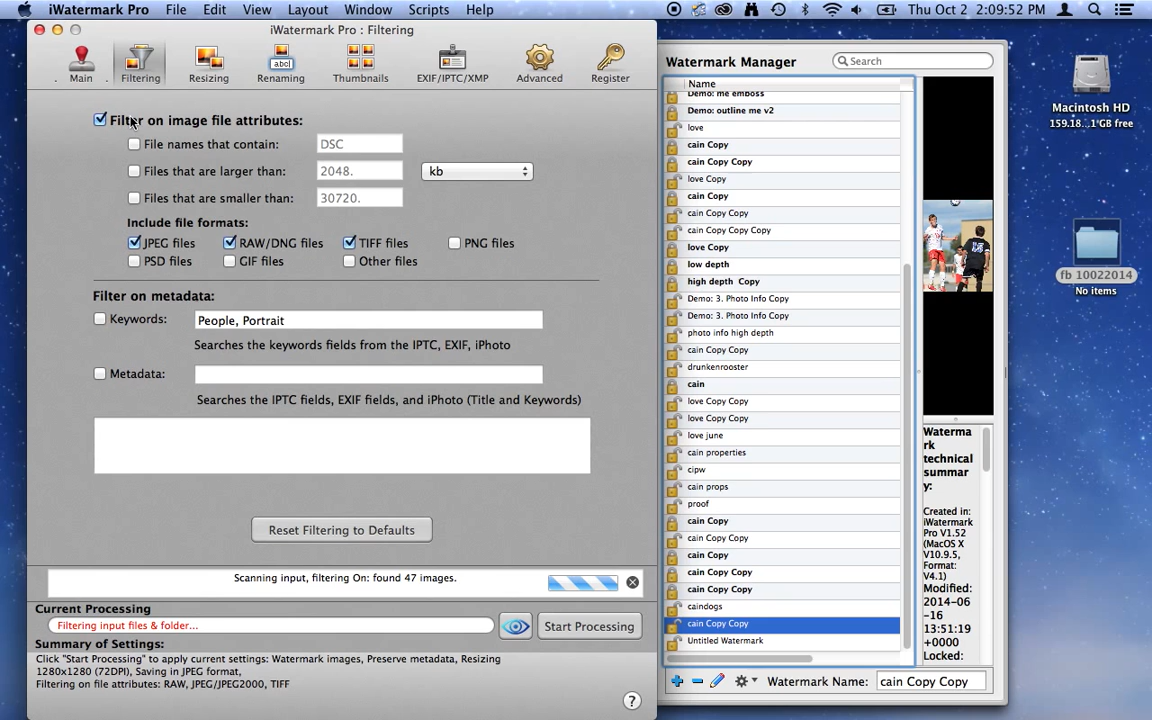 iWatermark Pro File Edit View Layout Window Scripts Help Thu Oct 2 2:09:52 PM
iWatermark Pro : Filtering
Main Filtering Resizing Renaming Thumbnails EXIF/IPTC/XMP Advanced Register
abc
Filter on image file attributes:
File names that contain: DSC
Files that are larger than: 2048. kb
Files that are smaller than: 30720.
Include file formats:
JPEG files RAW/DNG files TIFF files PNG files
PSD files GIF files Other files
Filter on metadata:
Keywords: People, Portrait
Searches the keywords fields from the IPTC, EXIF, iPhoto
Metadata:
Searches the IPTC fields, EXIF fields, and iPhoto (Title and Keywords)
Reset Filtering to Defaults
Scanning input, filtering On: found 47 images.
Current Processing
Filtering input files & folder...
Start Processing
Summary of Settings:
Click "Start Processing" to apply current settings: Watermark images, Preserve metadata, Resizing
1280x1280 (72DPI), Saving in JPEG format,
Filtering on file attributes: RAW, JPEG/JPEG2000, TIFF
?
Watermark Manager
Search
Name
Demo: me emboss
Demo: outline me v2
love
cain Copy
cain Copy Copy
love Copy
cain Copy
cain Copy Copy
cain Copy Copy Copy
love Copy
low depth
high depth Copy
Demo: 3. Photo Info Copy
Demo: 3. Photo Info Copy
photo info high depth
cain Copy Copy
drunkenrooster
cain
love Copy Copy
love Copy Copy
love june
cain properties
cipw
cain props
proof
cain Copy
cain Copy Copy
cain Copy
cain Copy Copy
cain Copy Copy
caindogs
cain Copy Copy
Untitled Watermark
Waterma
rk
technical
summar
y:
Created in:
iWatermark
Pro V1.52
(MacOS X
V10.9.5,
Format:
V4.1)
Modified:
2014-06
-16
13:51:19
+0000
Locked:
Watermark Name: cain Copy Copy
Macintosh HD
159.18...1 GB free
fb 10022014
No items